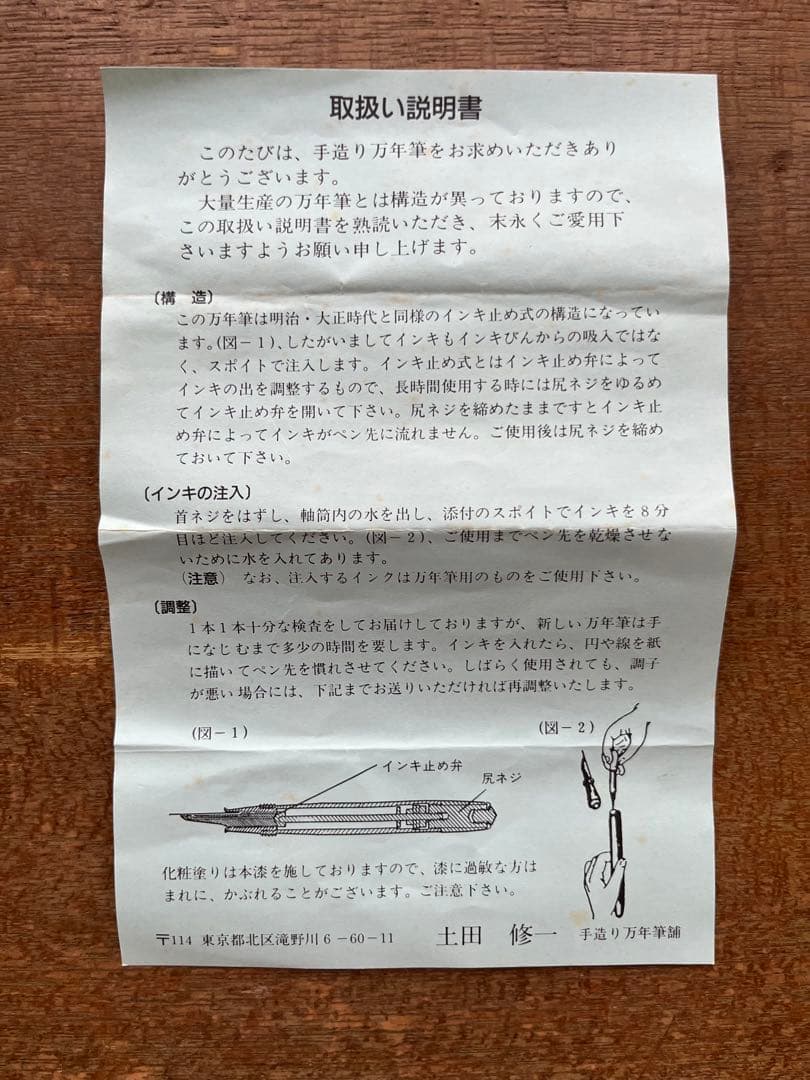 取扱い説明書
このたびは、手造り万年筆をお求めいただきあり
がとうございます。
大量生産の万年筆とは構造が異っておりますので、
この取扱い説明書を熟読いただき、末永くご愛用下
さいますようお願い申し上げます。
〔構　造〕
この万年筆は明治・大正時代と同様のインキ止め式の構造になってい
ます。(図－1)、したがいましてインキもインキびんからの吸入ではな
く、スポイトで注入します。インキ止め式とはインキ止め弁によって
インキの出を調整するもので、長時間使用する時には尻ネジをゆるめ
てインキ止め弁を開いて下さい。尻ネジを締めたままですとインキ止
め弁によってインキがペン先に流れません。ご使用後は尻ネジを締め
ておいて下さい。
〔インキの注入〕
首ネジをはずし、軸筒内の水を出し、添付のスポイトでインキを8分
目ほど注入してください。(図－2)、ご使用までペン先を乾燥させな
いために水を入れてあります。
〔注意〕　なお、注入するインクは万年筆用のものをご使用下さい。
〔調整〕
1本1本十分な検査をしてお届けしておりますが、新しい万年筆は手
になじむまで多少の時間を要します。インキを入れたら、円や線を紙
に描いてペン先を慣れさせてください。しばらく使用されても、調子
が悪い場合には、下記までお送りいただければ再調整いたします。
(図－1)
(図－2)
インキ止め弁
尻ネジ
化粧塗りは本漆を施しておりますので、漆に過敏な方は
まれに、かぶれることがございます。ご注意下さい。
〒114 東京都北区滝野川6－60－11　土田　修一　手造り万年筆舗